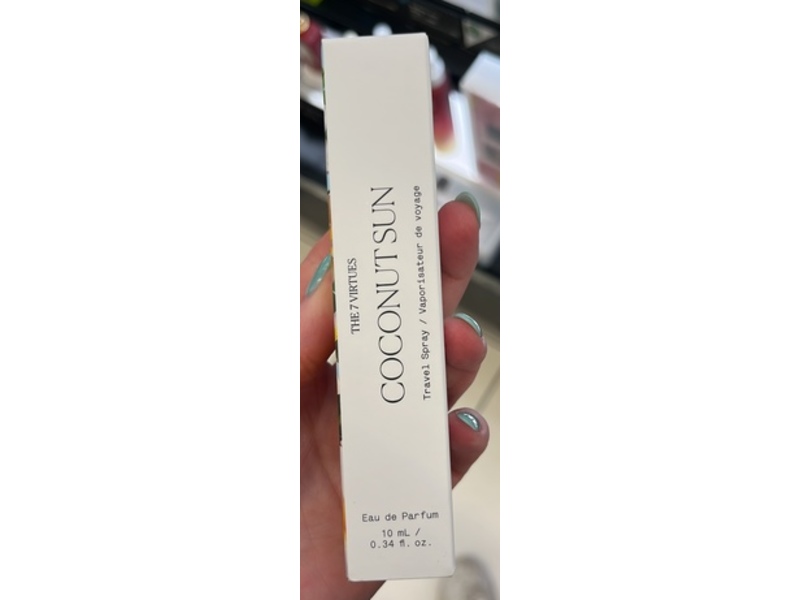 THE 7 VIRTUES
COCONUT SUN
Travel Spray / Vaporisateur de voyage
Eau de Parfum
10 mL /
0.34 fl. oz.